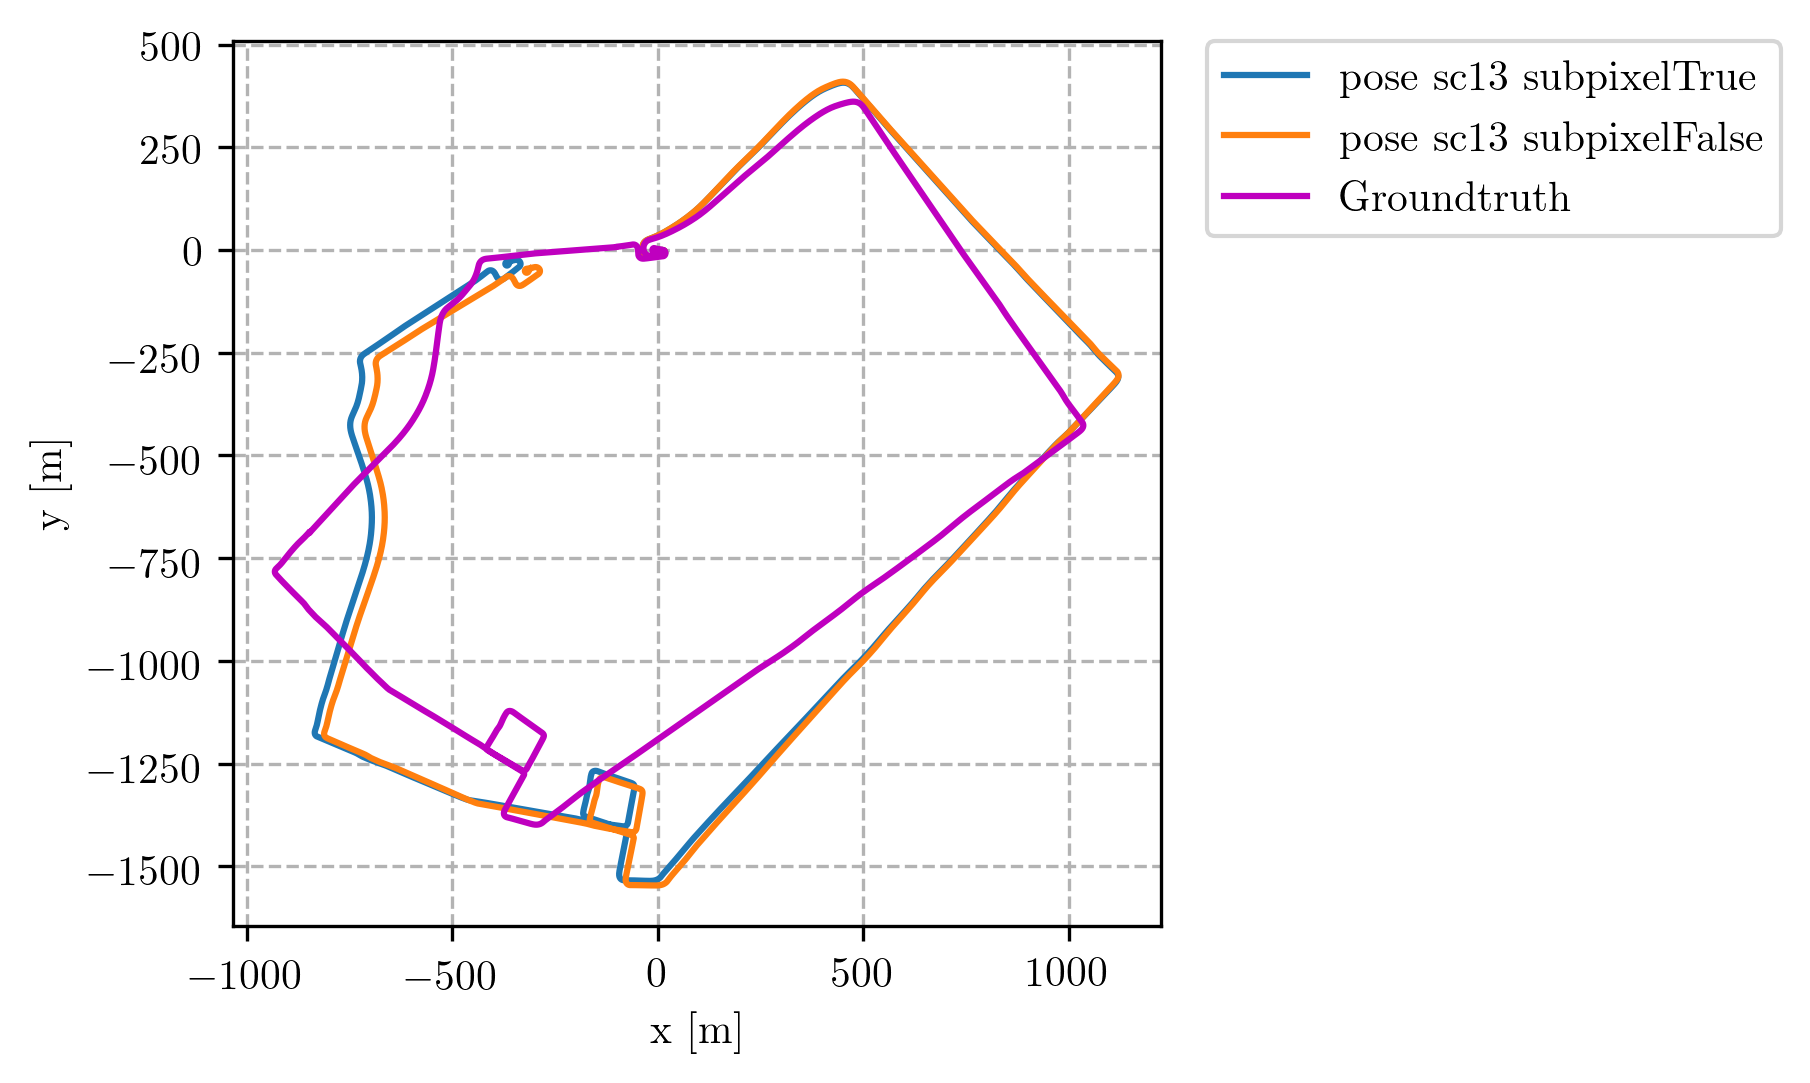 500
250
0
−250
−500
−750
−1000
−1250
−1500
y [m]
−1000 −500 0 500 1000
x [m]
pose sc13 subpixelTrue
pose sc13 subpixelFalse
Groundtruth